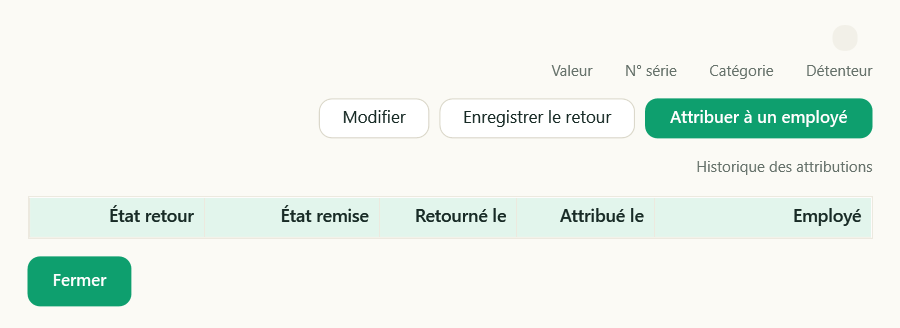 Valeur N° série Catégorie Détenteur
Modifier Enregistrer le retour Attribuer à un employé
Historique des attributions
État retour État remise Retourné le Attribué le Employé
Fermer